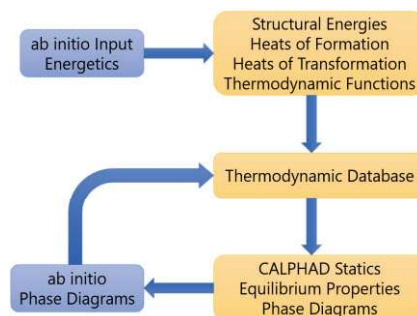 ab initio Input
Energetics
Structural Energies
Heats of Formation
Heats of Transformation
Thermodynamic Functions
Thermodynamic Database
ab initio
Phase Diagrams
CALPHAD Statics
Equilibrium Properties
Phase Diagrams